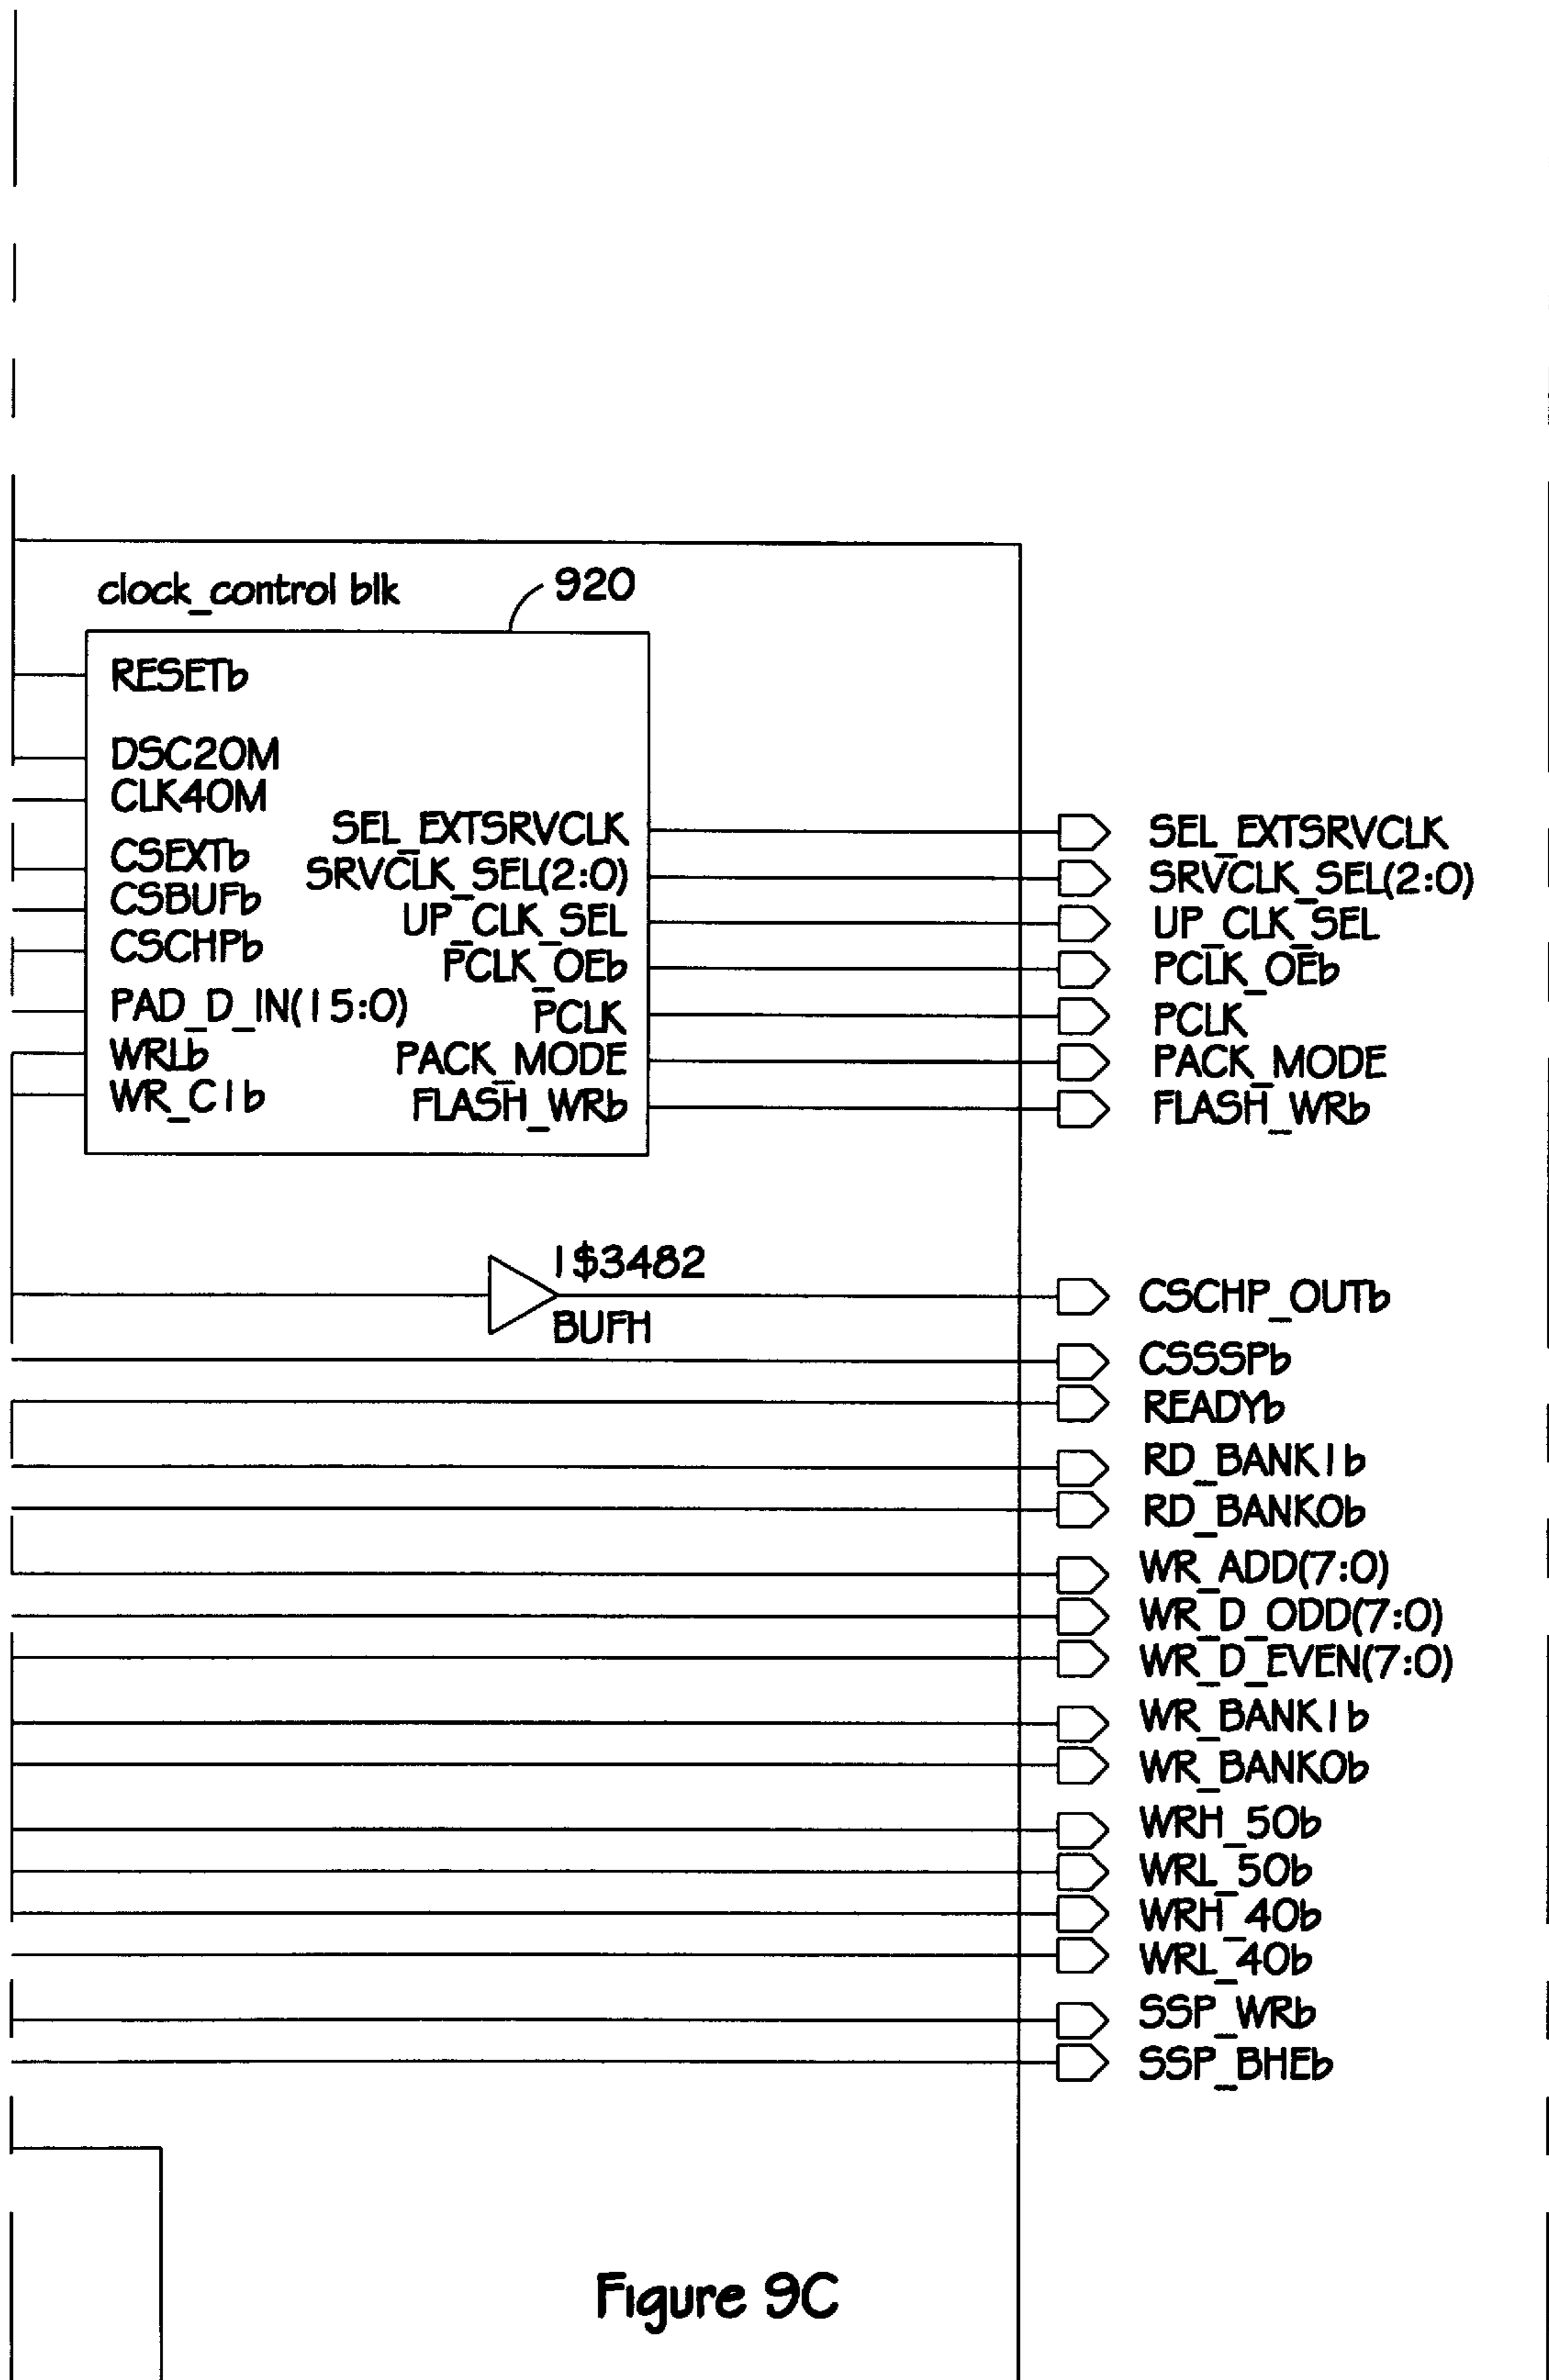 clock_control blk
920
RESETb
DSC20M
CLK40M
CSEXTb
CSBUFb
CSCHPb
PAD_D_IN(15:0)
WRLb
WR_C1b
SEL_EXTSRVCLK
SRVCLK_SEL(2:0)
UP_CLK_SEL
PCLK_OEb
PCLK
PACK_MODE
FLASH_WRb
SEL_EXTSRVCLK
SRVCLK_SEL(2:0)
UP_CLK_SEL
PCLK_OEb
PCLK
PACK_MODE
FLASH_WRb
I$3482
BUFH
CSCHP_OUTb
CSSSPb
READYb
RD_BANK1b
RD_BANK0b
WR_ADD(7:0)
WR_D_ODD(7:0)
WR_D_EVEN(7:0)
WR_BANK1b
WR_BANK0b
WRH_50b
WRL_50b
WRH_40b
WRL_40b
SSP_WRb
SSP_BHEb
Figure 9C